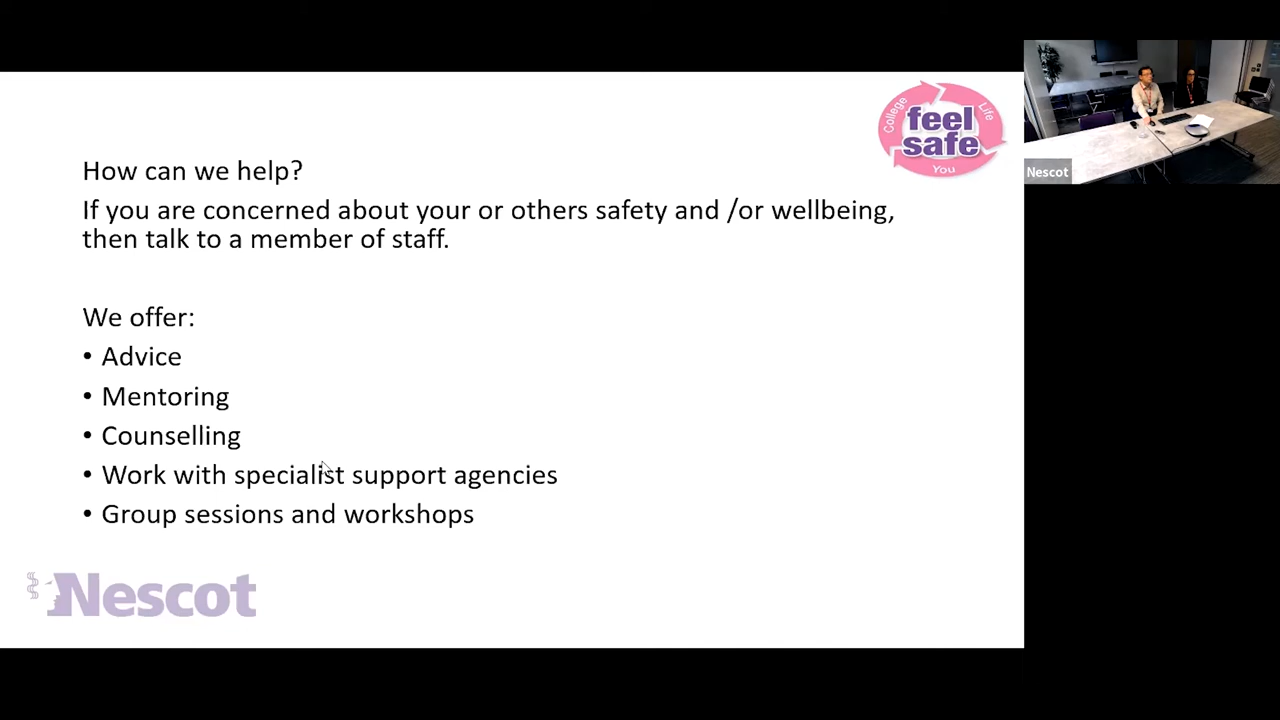 College
Life
feel
safe
You
Nescot
How can we help?
If you are concerned about your or others safety and /or wellbeing,
then talk to a member of staff.
We offer:
• Advice
• Mentoring
• Counselling
• Work with specialist support agencies
• Group sessions and workshops
Nescot